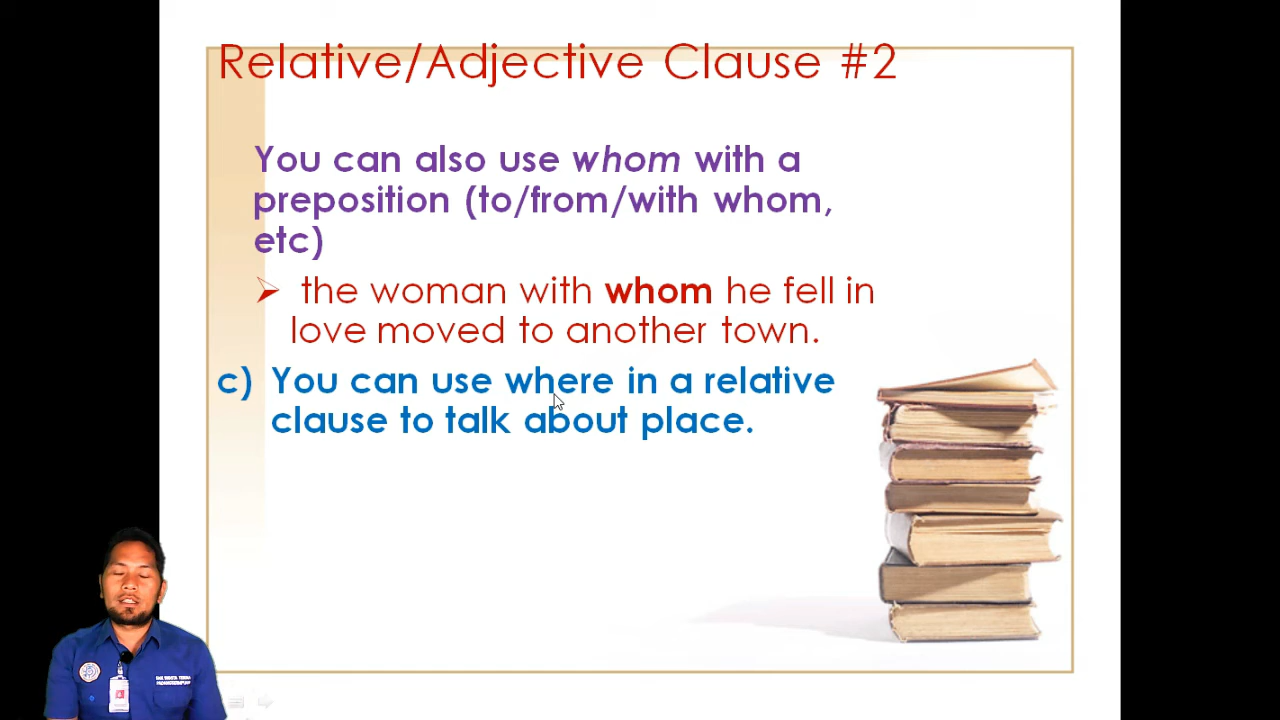 Relative/Adjective Clause #2
You can also use whom with a
preposition (to/from/with whom,
etc)
the woman with whom he fell in
love moved to another town.
c) You can use where in a relative
clause to talk about place.